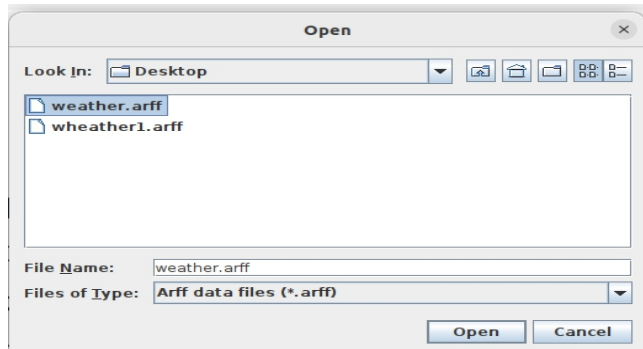 Open
Look In: Desktop
weather.arff
wheather1.arff
File Name: weather.arff
Files of Type: Arff data files (*.arff)
Open Cancel